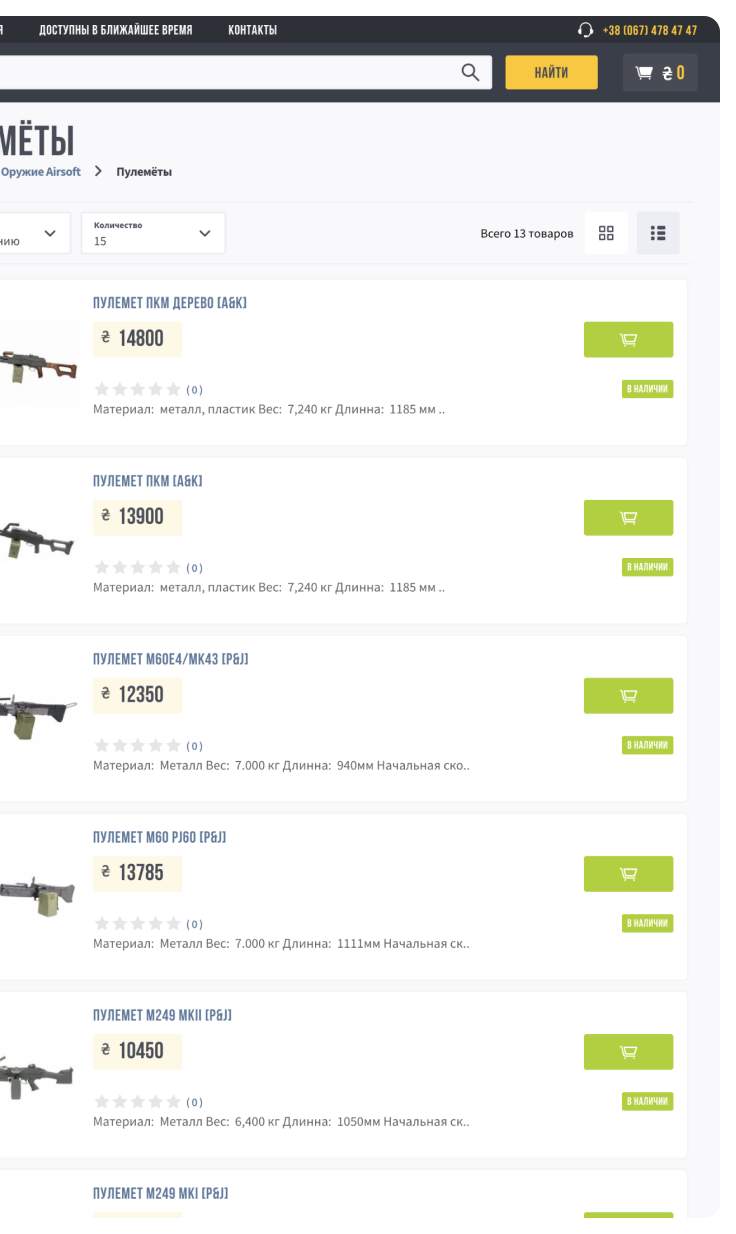 Я ДОСТУПНЫ В БЛИЖАЙШЕЕ ВРЕМЯ КОНТАКТЫ +38 (067) 478 47 47
НАЙТИ ₴ 0
МЁТЫ
Оружие Airsoft > Пулемёты
Количество
нию 15 Всего 13 товаров
ПУЛЕМЕТ ПКМ ДЕРЕВО [A&K]
₴ 14800
(0) В НАЛИЧИИ
Материал: металл, пластик Вес: 7,240 кг Длинна: 1185 мм ..
ПУЛЕМЕТ ПКМ [A&K]
₴ 13900
(0) В НАЛИЧИИ
Материал: металл, пластик Вес: 7,240 кг Длинна: 1185 мм ..
ПУЛЕМЕТ M60E4/MK43 [P&J]
₴ 12350
(0) В НАЛИЧИИ
Материал: Металл Вес: 7.000 кг Длинна: 940мм Начальная ско..
ПУЛЕМЕТ M60 PJ60 [P&J]
₴ 13785
(0) В НАЛИЧИИ
Материал: Металл Вес: 7.000 кг Длинна: 1111мм Начальная ск..
ПУЛЕМЕТ M249 MKII [P&J]
₴ 10450
(0) В НАЛИЧИИ
Материал: Металл Вес: 6,400 кг Длинна: 1050мм Начальная ск..
ПУЛЕМЕТ M249 MKI [P&J]